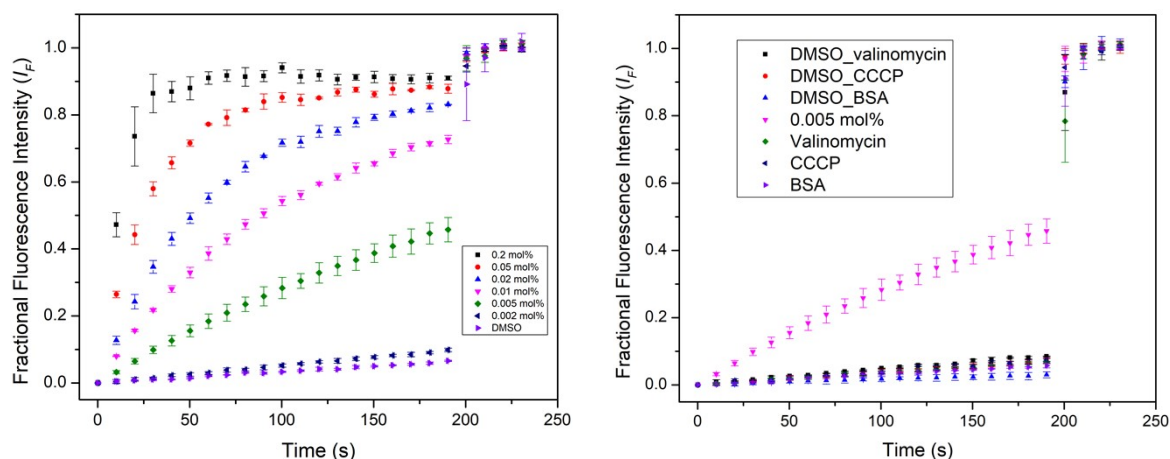 Fractional Fluorescence Intensity (I_F)
1.0
0.8
0.6
0.4
0.2
0.0
0.2 mol%
0.05 mol%
0.02 mol%
0.01 mol%
0.005 mol%
0.002 mol%
DMSO
0 50 100 150 200 250
Time (s)
Fractional Fluorescence Intensity (I_F)
1.0
0.8
0.6
0.4
0.2
0.0
DMSO_valinomycin
DMSO_CCCP
DMSO_BSA
0.005 mol%
Valinomycin
CCCP
BSA
0 50 100 150 200 250
Time (s)